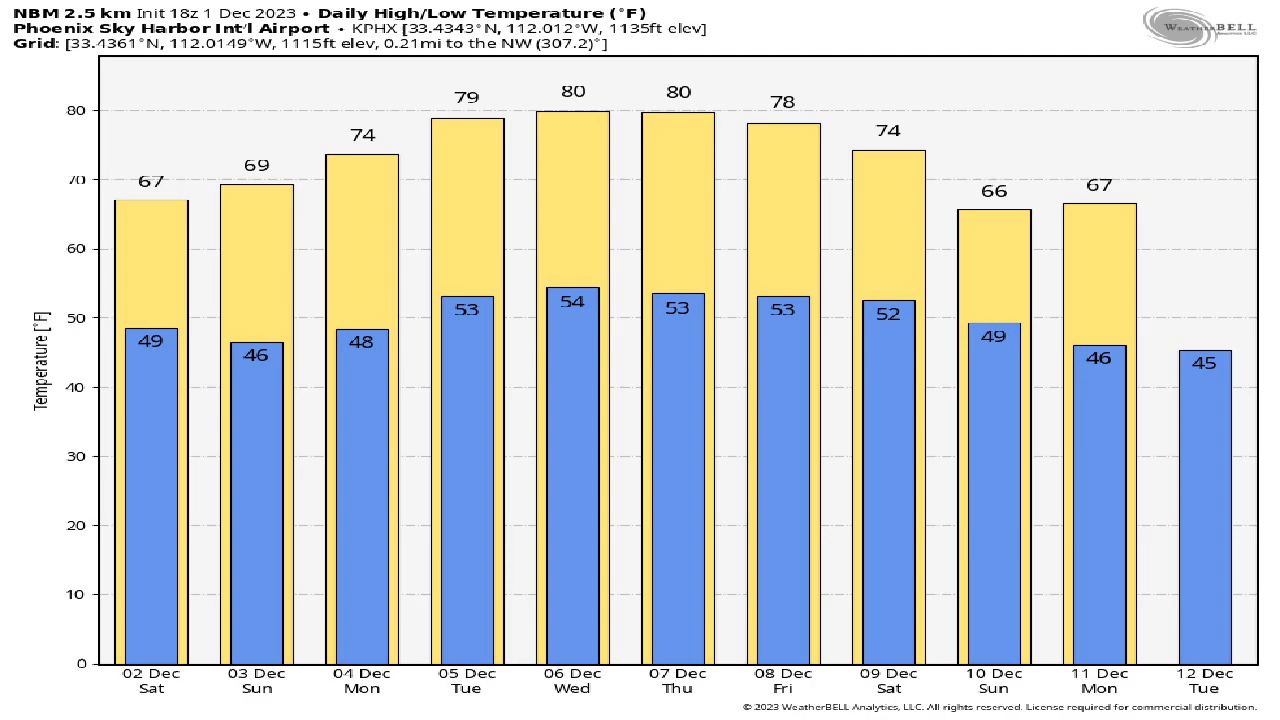 NBM 2.5 km Init 18z 1 Dec 2023 • Daily High/Low Temperature (°F)
Phoenix Sky Harbor Int'l Airport • KPHX [33.4343°N, 112.012°W, 1135ft elev]
Grid: [33.4361°N, 112.0149°W, 1115ft elev, 0.21mi to the NW (307.2)°]
WeatherBELL
Temperature [°F]
80
70
60
50
40
30
20
10
0
67 69 74 79 80 80 78 74 66 67
49 46 48 53 54 53 53 52 49 46 45
02 Dec 03 Dec 04 Dec 05 Dec 06 Dec 07 Dec 08 Dec 09 Dec 10 Dec 11 Dec 12 Dec
Sat Sun Mon Tue Wed Thu Fri Sat Sun Mon Tue
© 2023 WeatherBELL Analytics, LLC. All rights reserved. License required for commercial distribution.